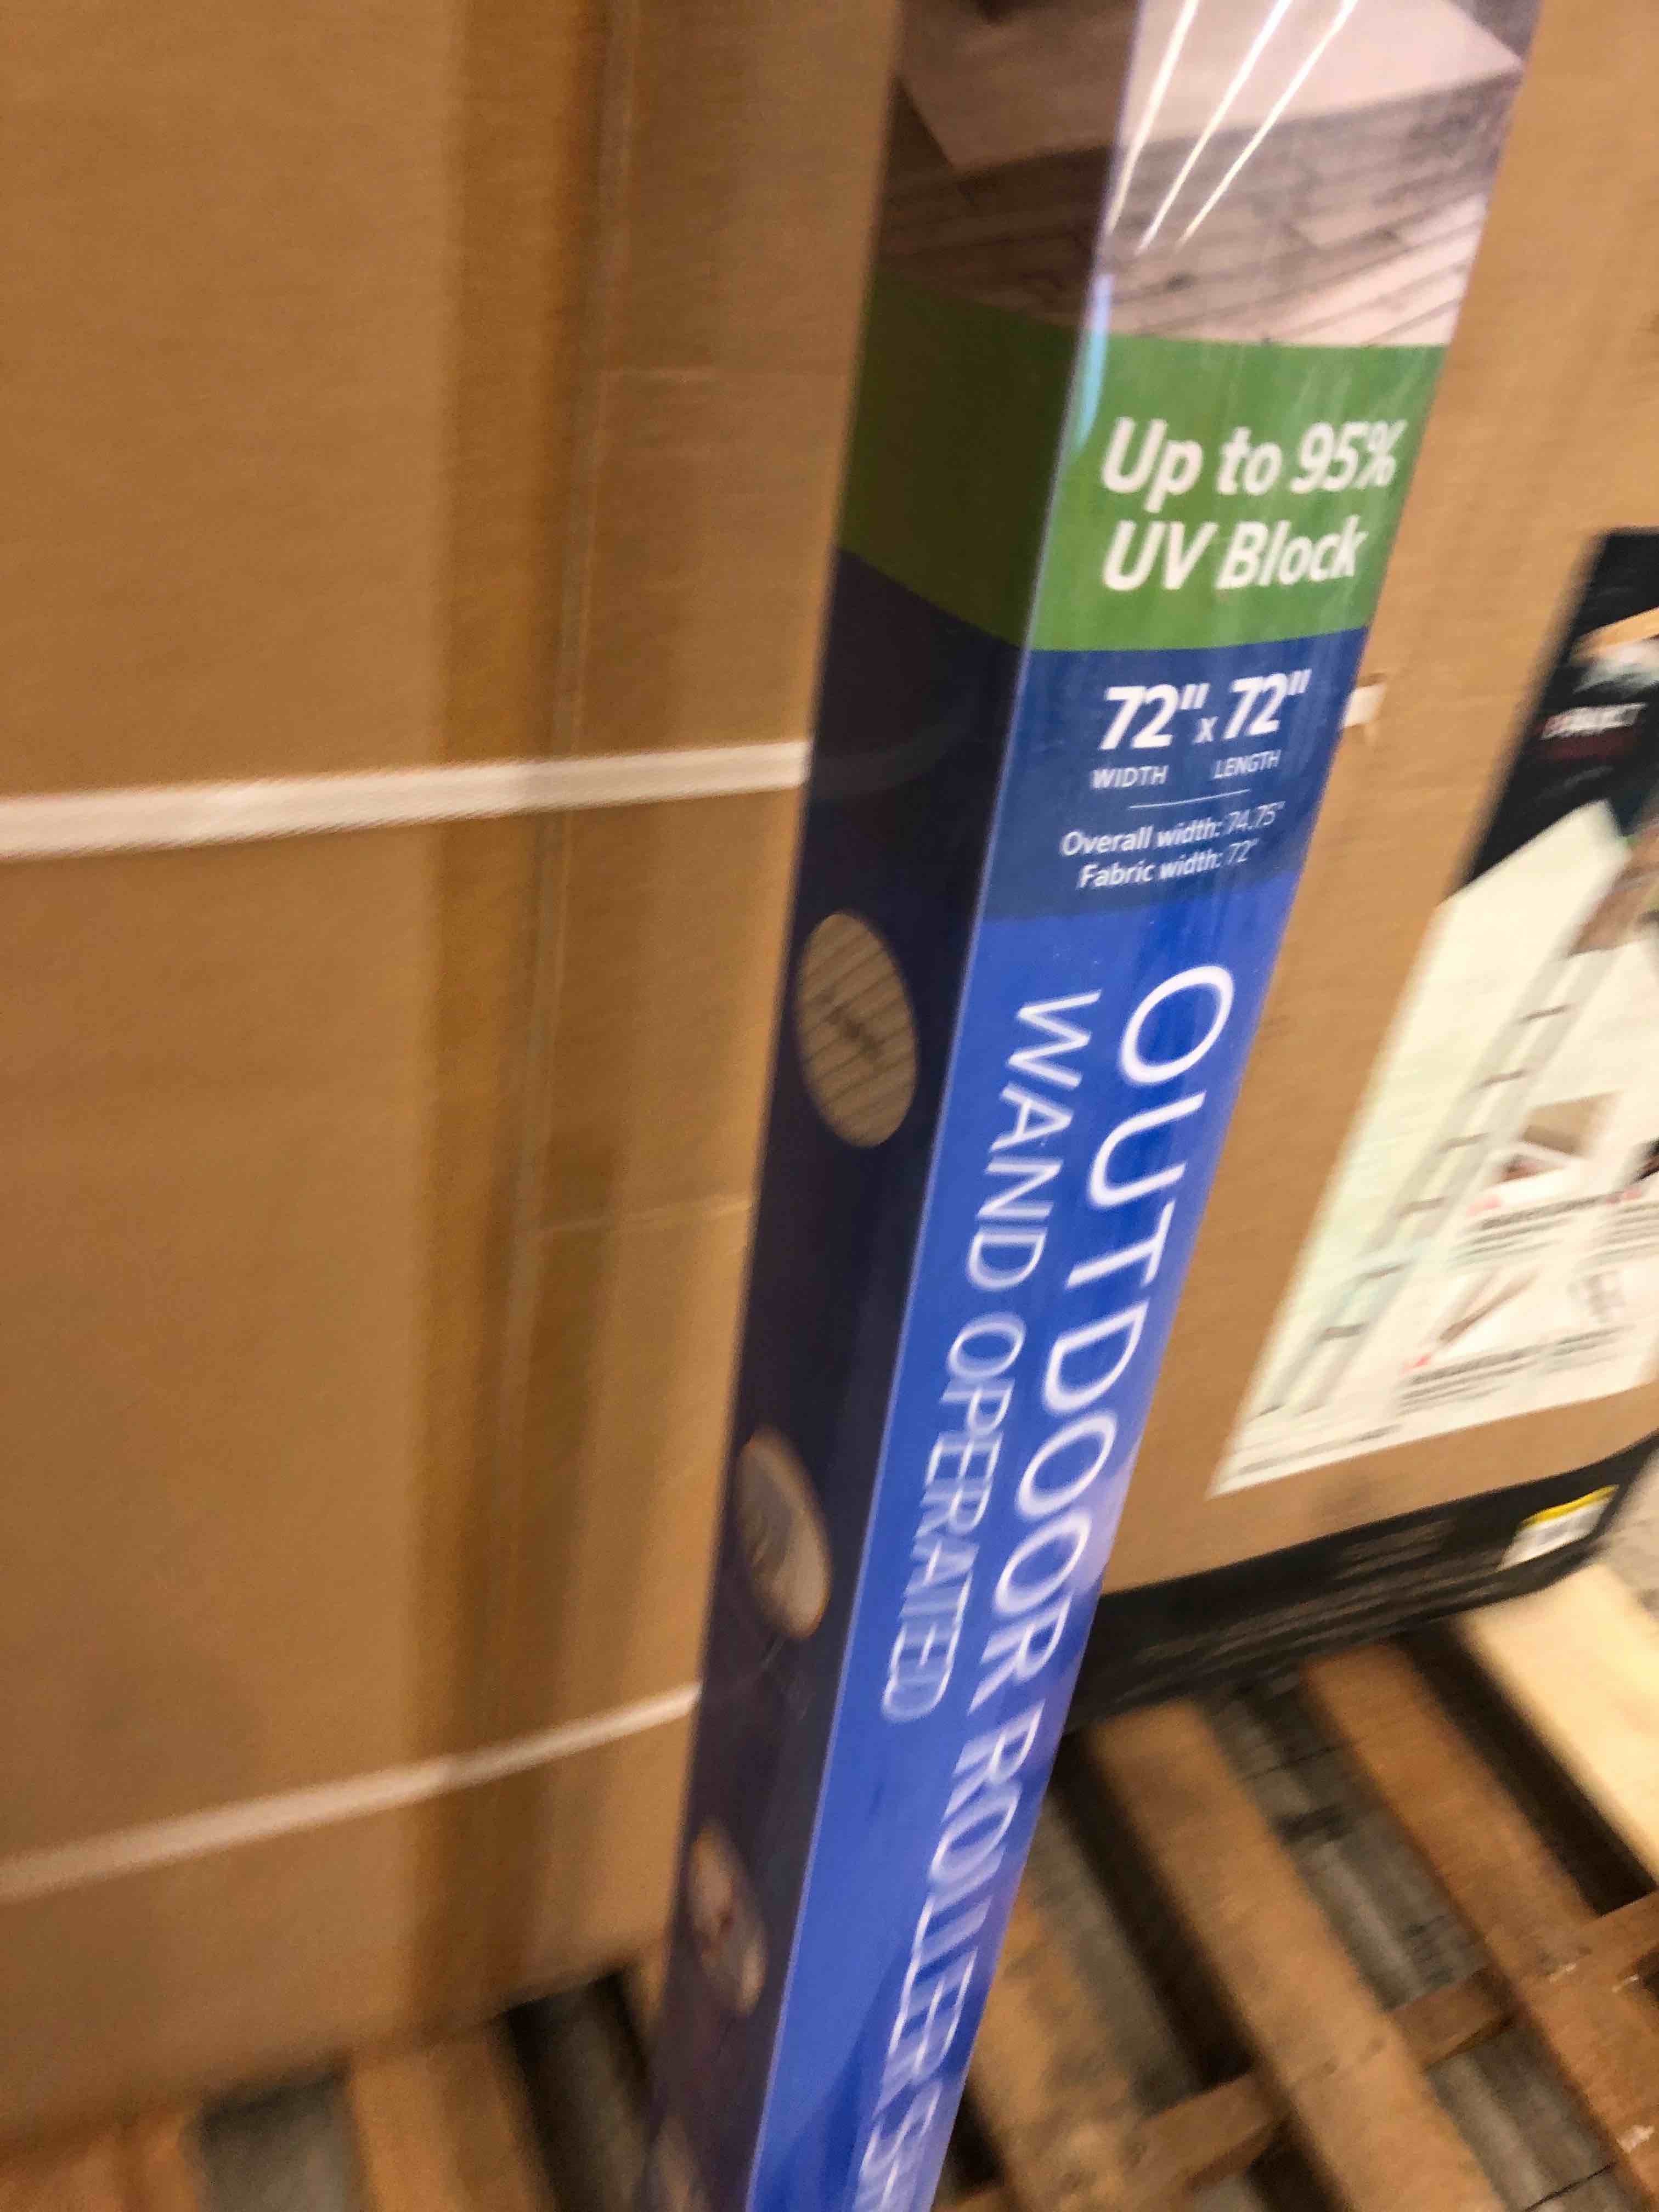 Up to 95%
UV Block
72" x 72"
WIDTH LENGTH
Overall width: 74.75"
Fabric width: 72"
OUTDOOR ROLLER
WAND OPERATED